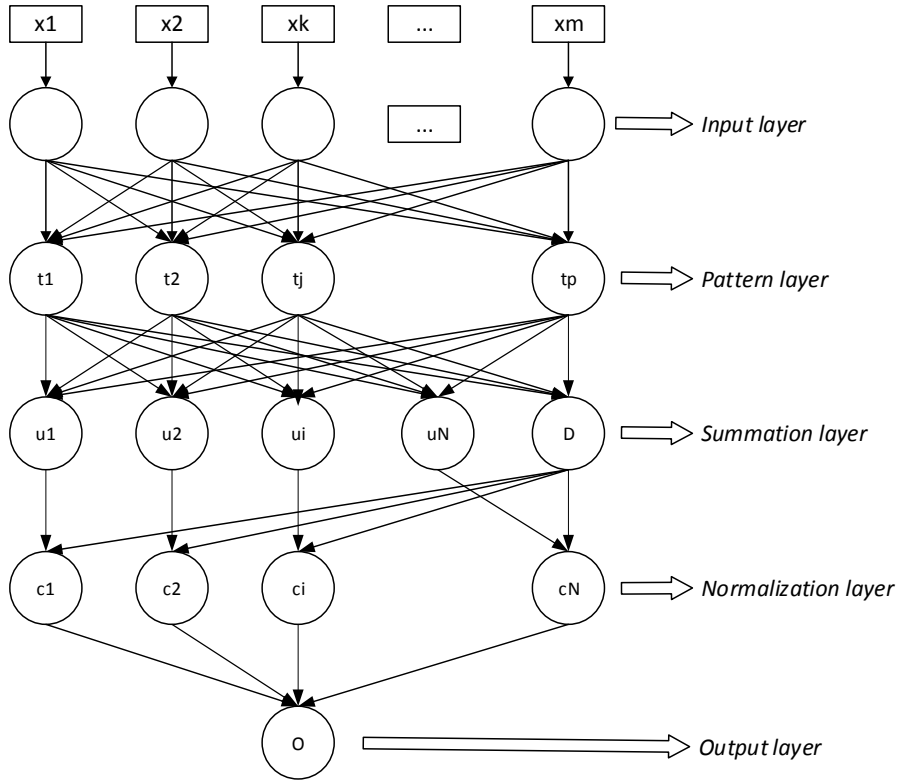 x1 x2 xk ... xm
... Input layer
t1 t2 tj tp Pattern layer
u1 u2 ui uN D Summation layer
c1 c2 ci cN Normalization layer
O Output layer